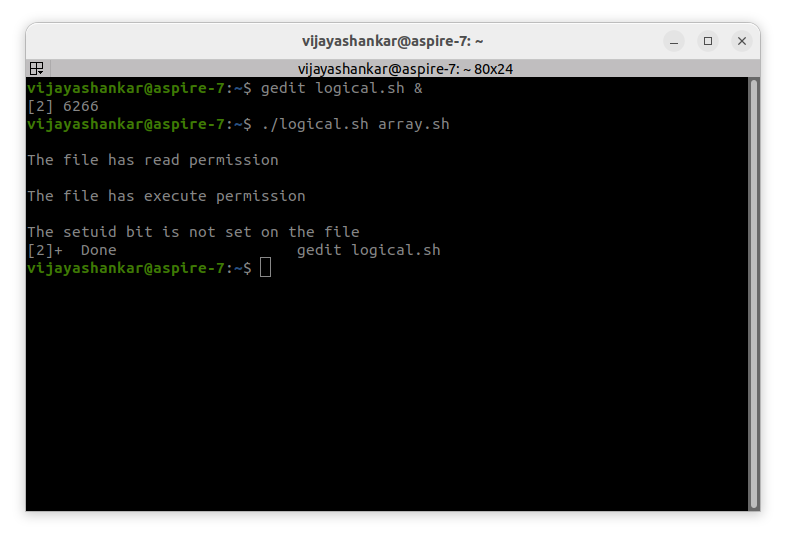 vijayashankar@aspire-7: ~
vijayashankar@aspire-7: ~ 80x24
vijayashankar@aspire-7:~$ gedit logical.sh &
[2] 6266
vijayashankar@aspire-7:~$ ./logical.sh array.sh
The file has read permission
The file has execute permission
The setuid bit is not set on the file
[2]+  Done                    gedit logical.sh
vijayashankar@aspire-7:~$